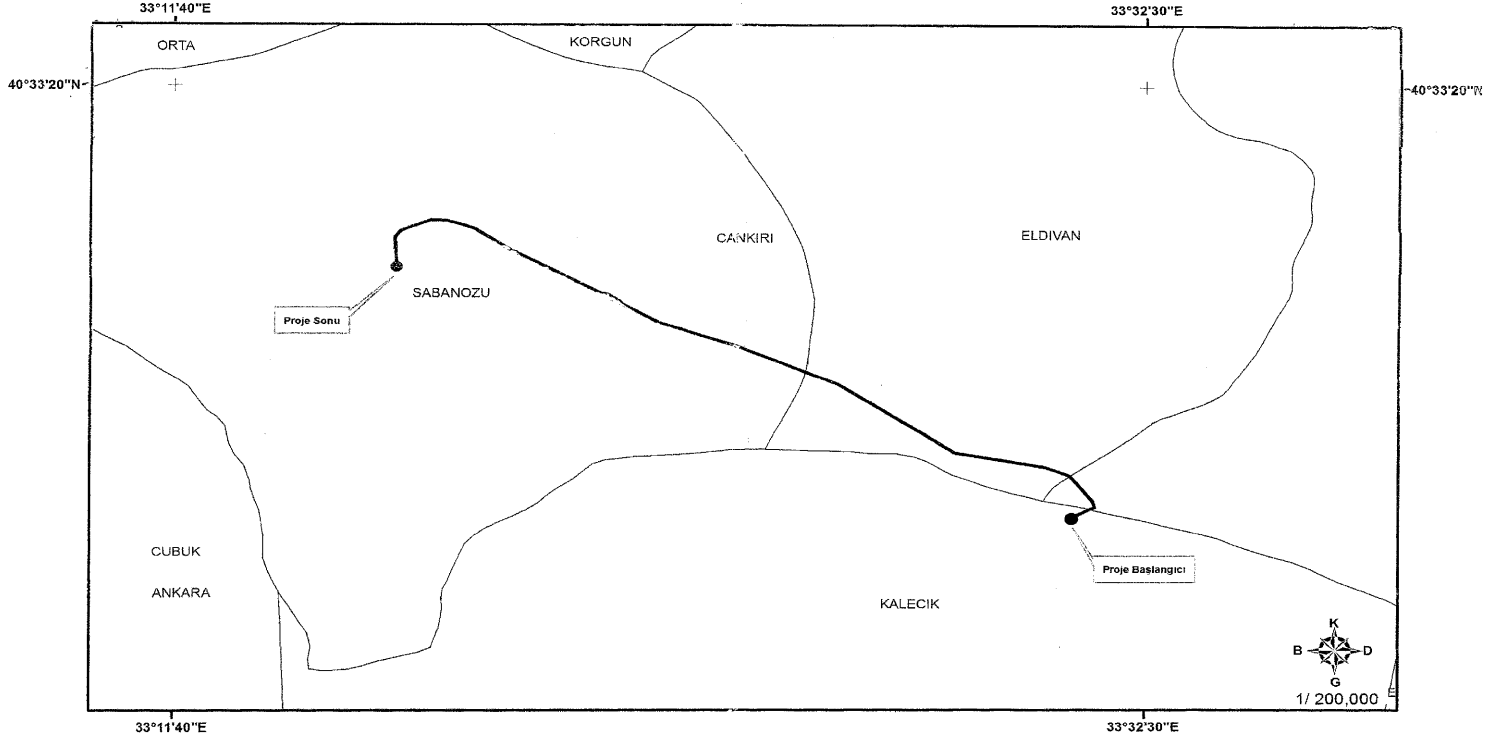 33°11'40"E
33°32'30"E
ORTA
KORGUN
40°33'20"N
40°33'20"N
CANKIRI
ELDIVAN
SABANOZU
Proje Sonu
CUBUK
ANKARA
Proje Başlangıcı
KALECIK
K
B
D
G
E
1/ 200,000
33°11'40"E
33°32'30"E